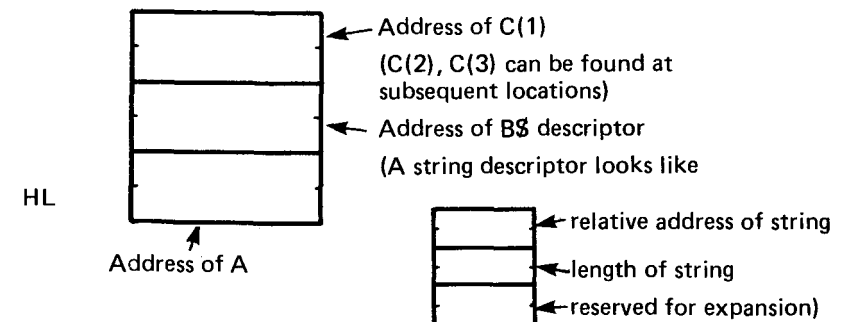 Address of C(1)
(C(2), C(3) can be found at
subsequent locations)
Address of B$ descriptor
(A string descriptor looks like
HL
Address of A
relative address of string
length of string
reserved for expansion)